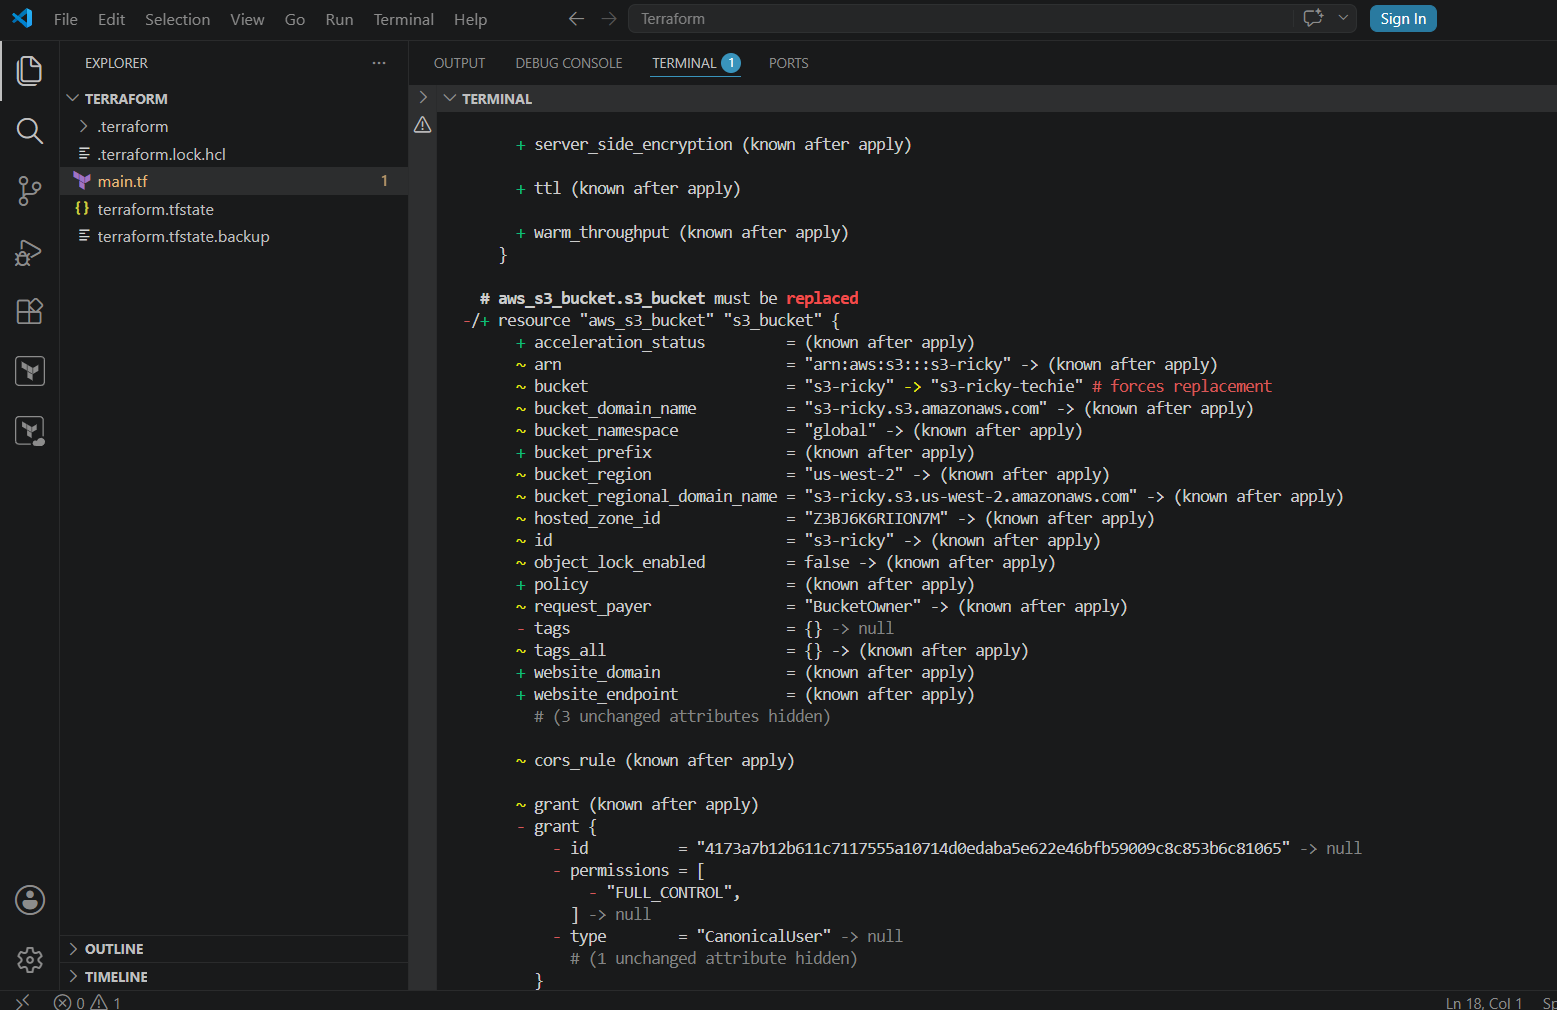 File Edit Selection View Go Run Terminal Help
Terraform
Sign In
EXPLORER
TERRAFORM
.terraform
.terraform.lock.hcl
main.tf 1
terraform.tfstate
terraform.tfstate.backup
OUTLINE
TIMELINE
OUTPUT DEBUG CONSOLE TERMINAL 1 PORTS
TERMINAL
+ server_side_encryption (known after apply)
+ ttl (known after apply)
+ warm_throughput (known after apply)
}
# aws_s3_bucket.s3_bucket must be replaced
-/+ resource "aws_s3_bucket" "s3_bucket" {
+ acceleration_status = (known after apply)
~ arn = "arn:aws:s3:::s3-ricky" -> (known after apply)
~ bucket = "s3-ricky" -> "s3-ricky-techie" # forces replacement
~ bucket_domain_name = "s3-ricky.s3.amazonaws.com" -> (known after apply)
~ bucket_namespace = "global" -> (known after apply)
+ bucket_prefix = (known after apply)
~ bucket_region = "us-west-2" -> (known after apply)
~ bucket_regional_domain_name = "s3-ricky.s3.us-west-2.amazonaws.com" -> (known after apply)
~ hosted_zone_id = "Z3BJ6K6RIION7M" -> (known after apply)
~ id = "s3-ricky" -> (known after apply)
~ object_lock_enabled = false -> (known after apply)
+ policy = (known after apply)
~ request_payer = "BucketOwner" -> (known after apply)
- tags = {} -> null
~ tags_all = {} -> (known after apply)
+ website_domain = (known after apply)
+ website_endpoint = (known after apply)
# (3 unchanged attributes hidden)
~ cors_rule (known after apply)
~ grant (known after apply)
- grant {
- id = "4173a7b12b611c7117555a10714d0edaba5e622e46bfb59009c8c853b6c81065" -> null
- permissions = [
- "FULL_CONTROL",
] -> null
- type = "CanonicalUser" -> null
# (1 unchanged attribute hidden)
}
0 1
Ln 18, Col 1 Sp